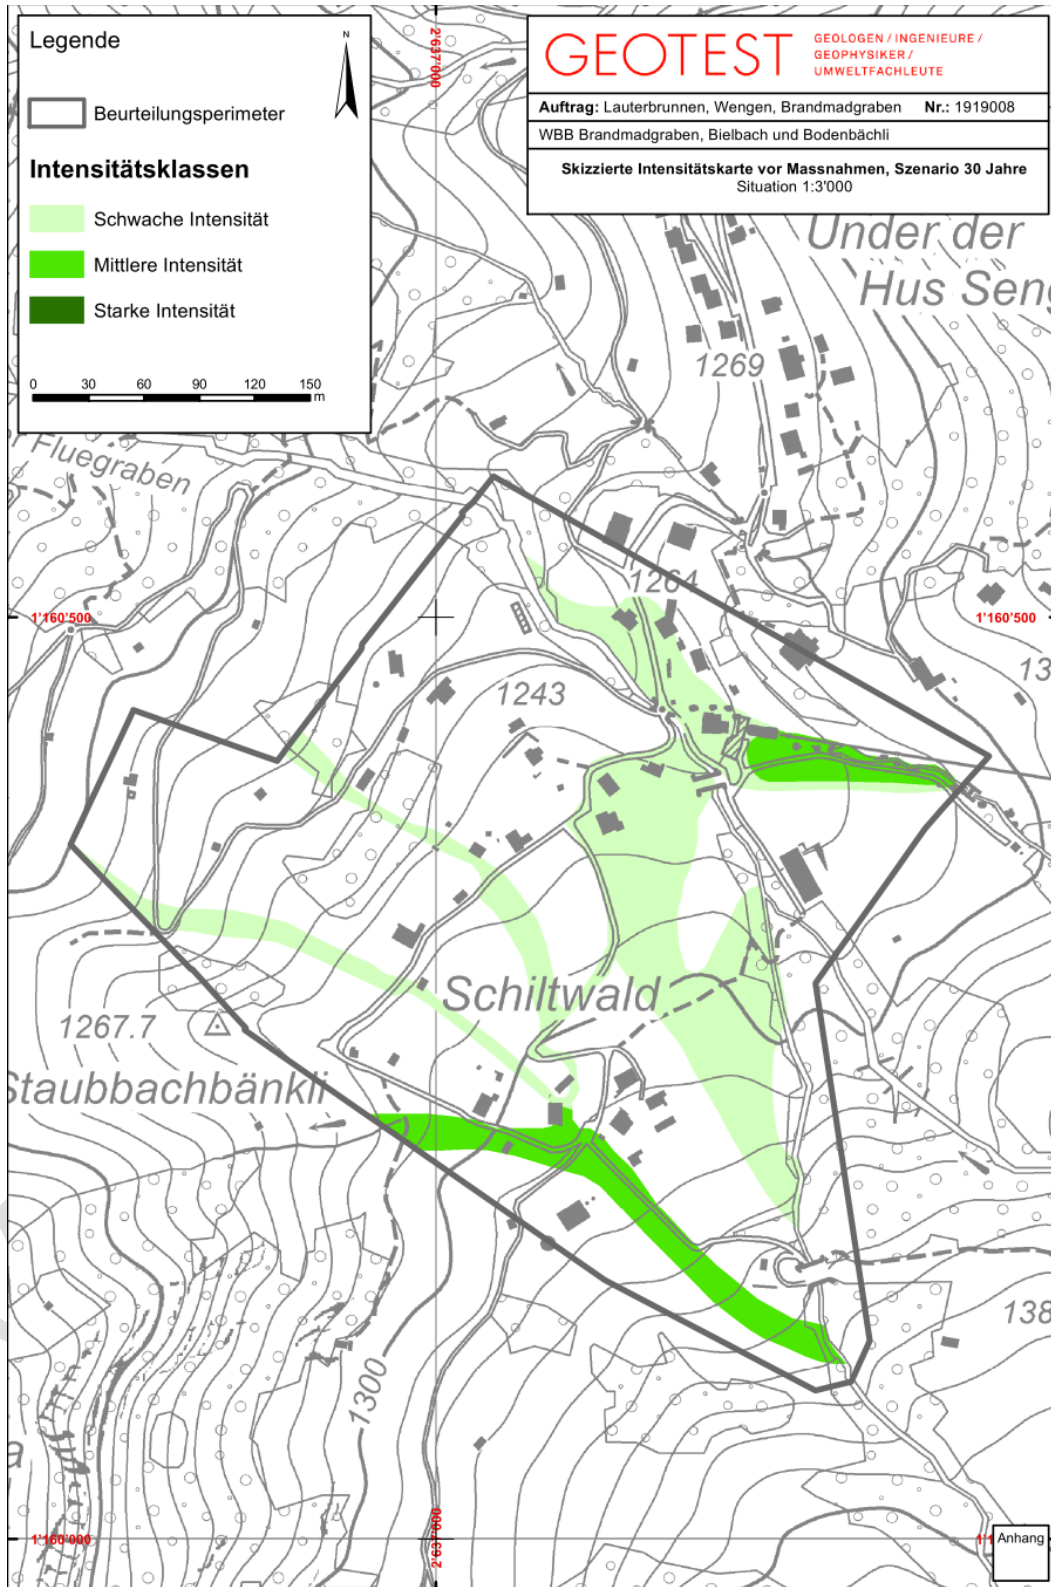 Legende
N
Beurteilungsperimeter
Intensitätsklassen
Schwache Intensität
Mittlere Intensität
Starke Intensität
0 30 60 90 120 150
m
2'637'000
GEOTEST
GEOLOGEN / INGENIEURE /
GEOPHYSIKER /
UMWELTFACHLEUTE
Auftrag: Lauterbrunnen, Wengen, Brandmadgraben Nr.: 1919008
WBB Brandmadgraben, Bielbach und Bodenbächli
Skizzierte Intensitätskarte vor Massnahmen, Szenario 30 Jahre
Situation 1:3'000
Under der
Hus Seng
1269
Fluegraben
1264
1'160'500
1'160'500
13
1243
Schiltwald
1267.7
Staubbachbänkli
138
1300
a
1'160'000
2'637'000
1'1
Anhang